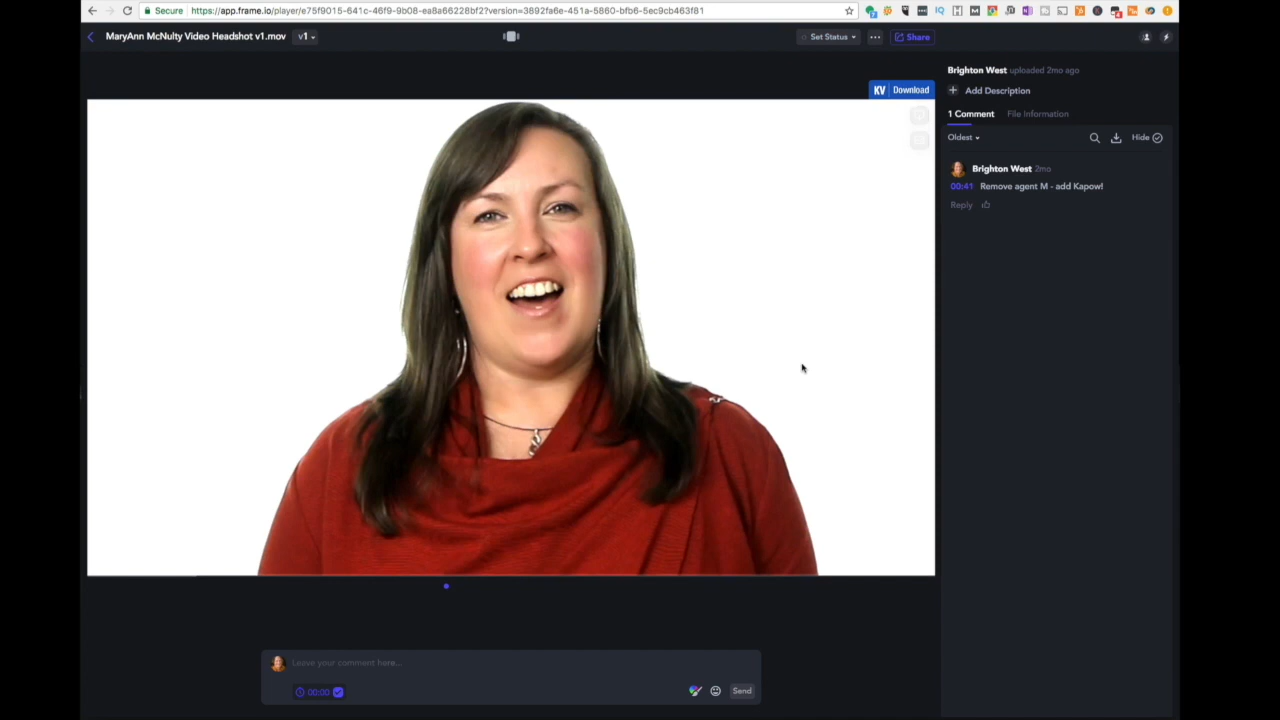 Secure https://app.frame.io/player/e75f9015-641c-46f9-9b08-ea8a66228bf2?version=3892fa6e-451a-5860-bfb6-5ec9cb463f81
MaryAnn McNulty Video Headshot v1.mov v1
Set Status
Share
KV Download
Brighton West uploaded 2mo ago
+ Add Description
1 Comment File Information
Oldest
Hide
Brighton West 2mo
00:41 Remove agent M - add Kapow!
Reply
Leave your comment here...
00:00
Send